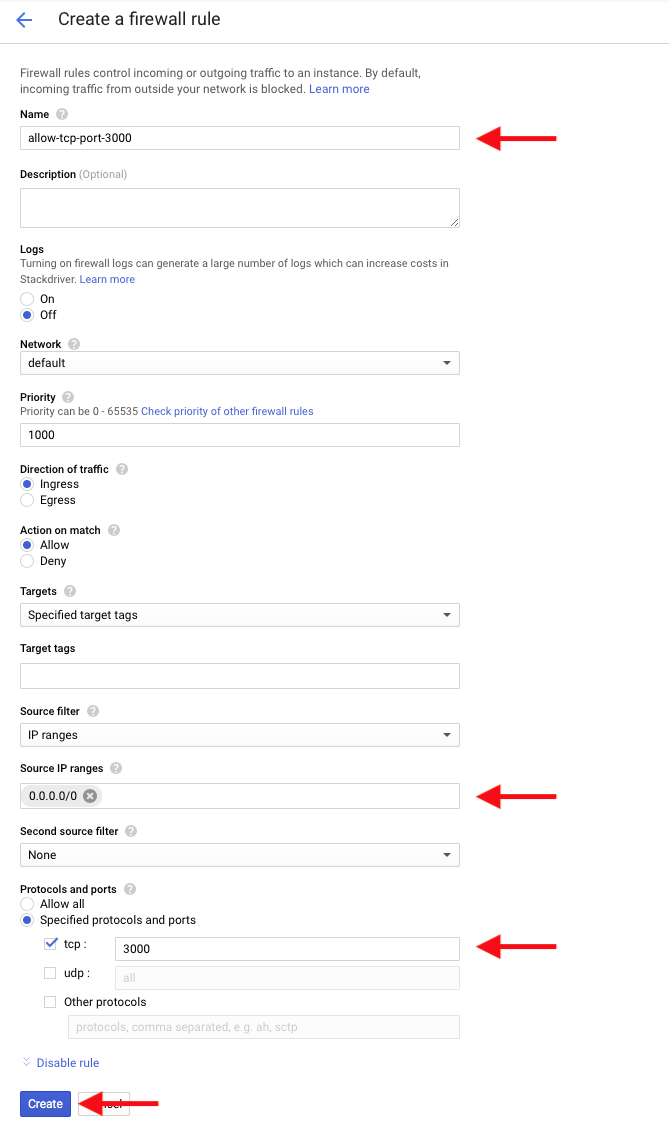 Create a firewall rule
Firewall rules control incoming or outgoing traffic to an instance. By default,
incoming traffic from outside your network is blocked. Learn more
Name ?
allow-tcp-port-3000
Description (Optional)
Logs
Turning on firewall logs can generate a large number of logs which can increase costs in
Stackdriver. Learn more
On
Off
Network ?
default
Priority ?
Priority can be 0 - 65535 Check priority of other firewall rules
1000
Direction of traffic ?
Ingress
Egress
Action on match ?
Allow
Deny
Targets ?
Specified target tags
Target tags
Source filter ?
IP ranges
Source IP ranges ?
0.0.0.0/0
Second source filter ?
None
Protocols and ports ?
Allow all
Specified protocols and ports
tcp :
3000
udp :
all
Other protocols
protocols, comma separated, e.g. ah, sctp
Disable rule
Create